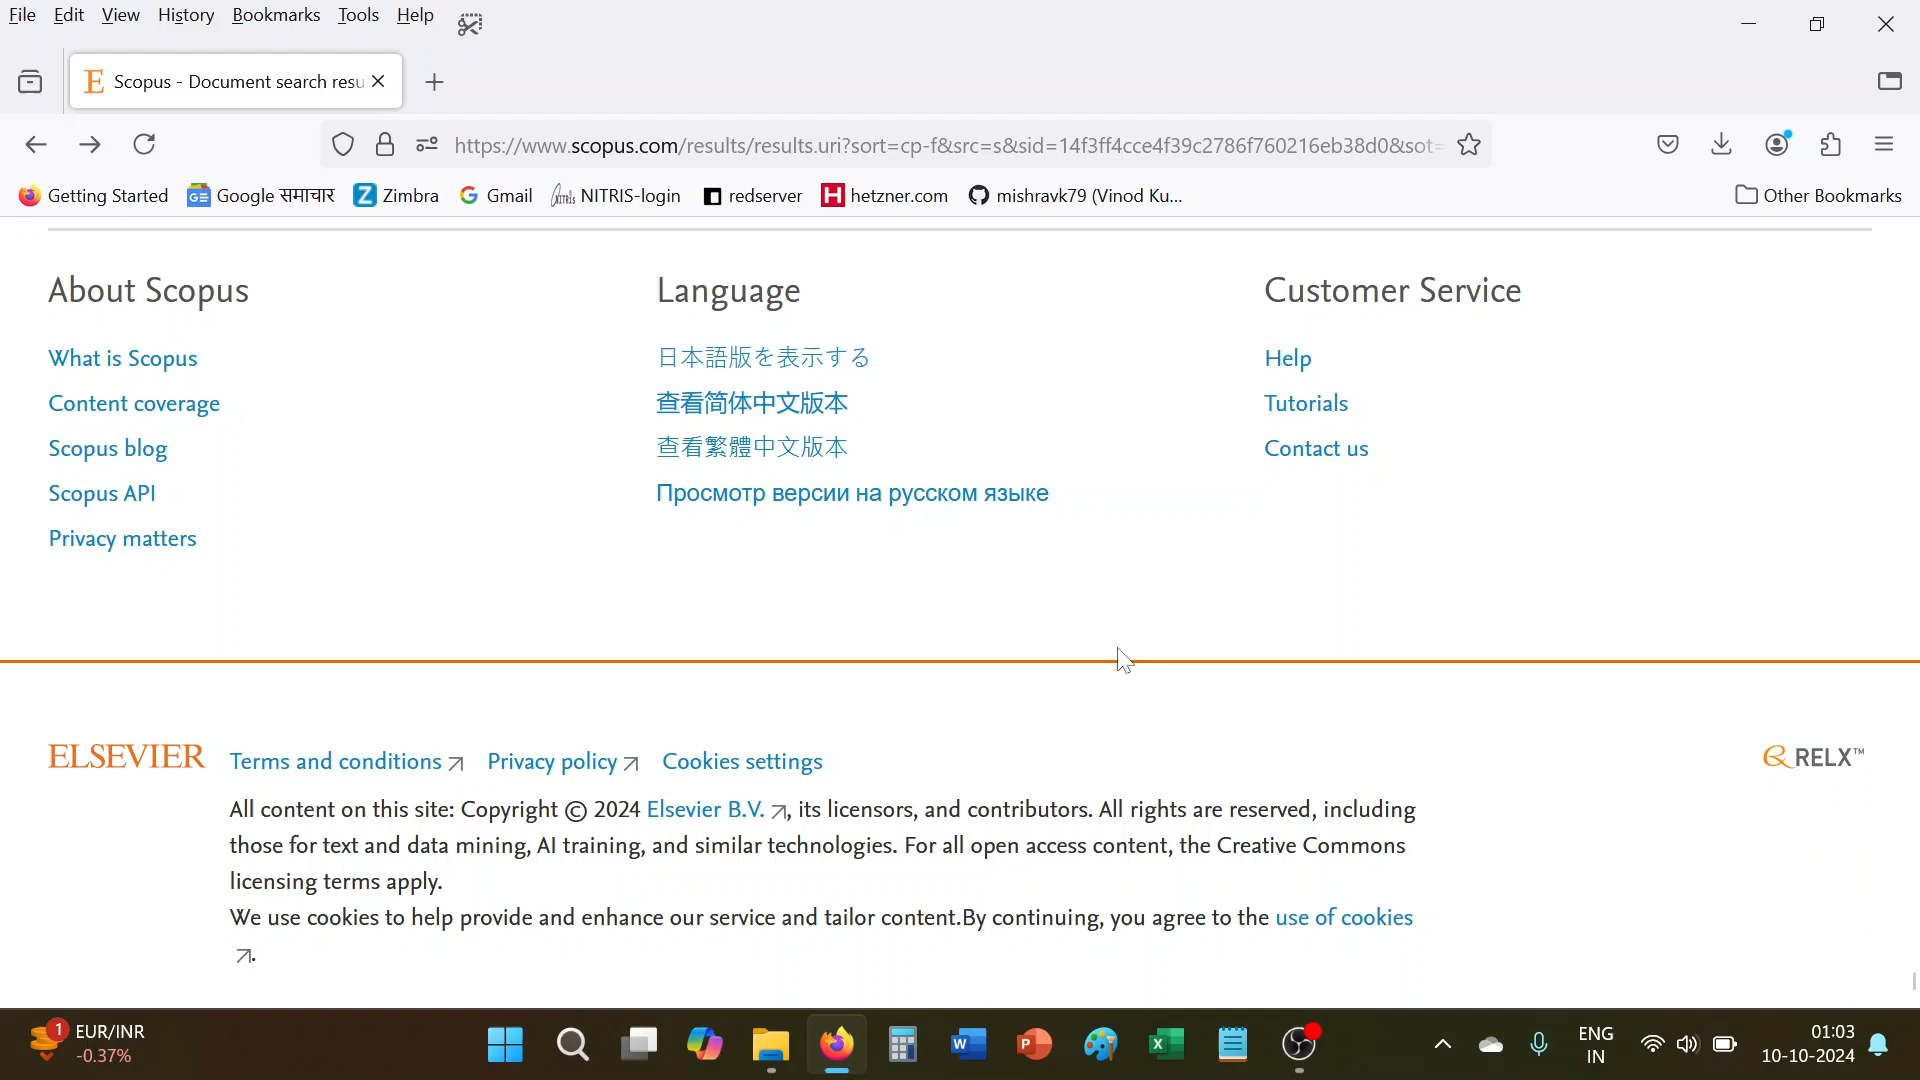 File Edit View History Bookmarks Tools Help
Scopus - Document search resu
https://www.scopus.com/results/results.uri?sort=cp-f&src=s&sid=14f3ff4cce4f39c2786f760216eb38d0&sot=
Getting Started Google समाचार Zimbra Gmail NITRIS-login redserver hetzner.com mishravk79 (Vinod Ku... Other Bookmarks
About Scopus Language Customer Service
What is Scopus 日本語版を表示する Help
Content coverage 查看简体中文版本 Tutorials
Scopus blog 查看繁體中文版本 Contact us
Scopus API Просмотр версии на русском языке
Privacy matters
ELSEVIER Terms and conditions Privacy policy Cookies settings RELX™
All content on this site: Copyright © 2024 Elsevier B.V. , its licensors, and contributors. All rights are reserved, including
those for text and data mining, AI training, and similar technologies. For all open access content, the Creative Commons
licensing terms apply.
We use cookies to help provide and enhance our service and tailor content.By continuing, you agree to the use of cookies
.
1 EUR/INR ENG 01:03
-0.37% IN 10-10-2024